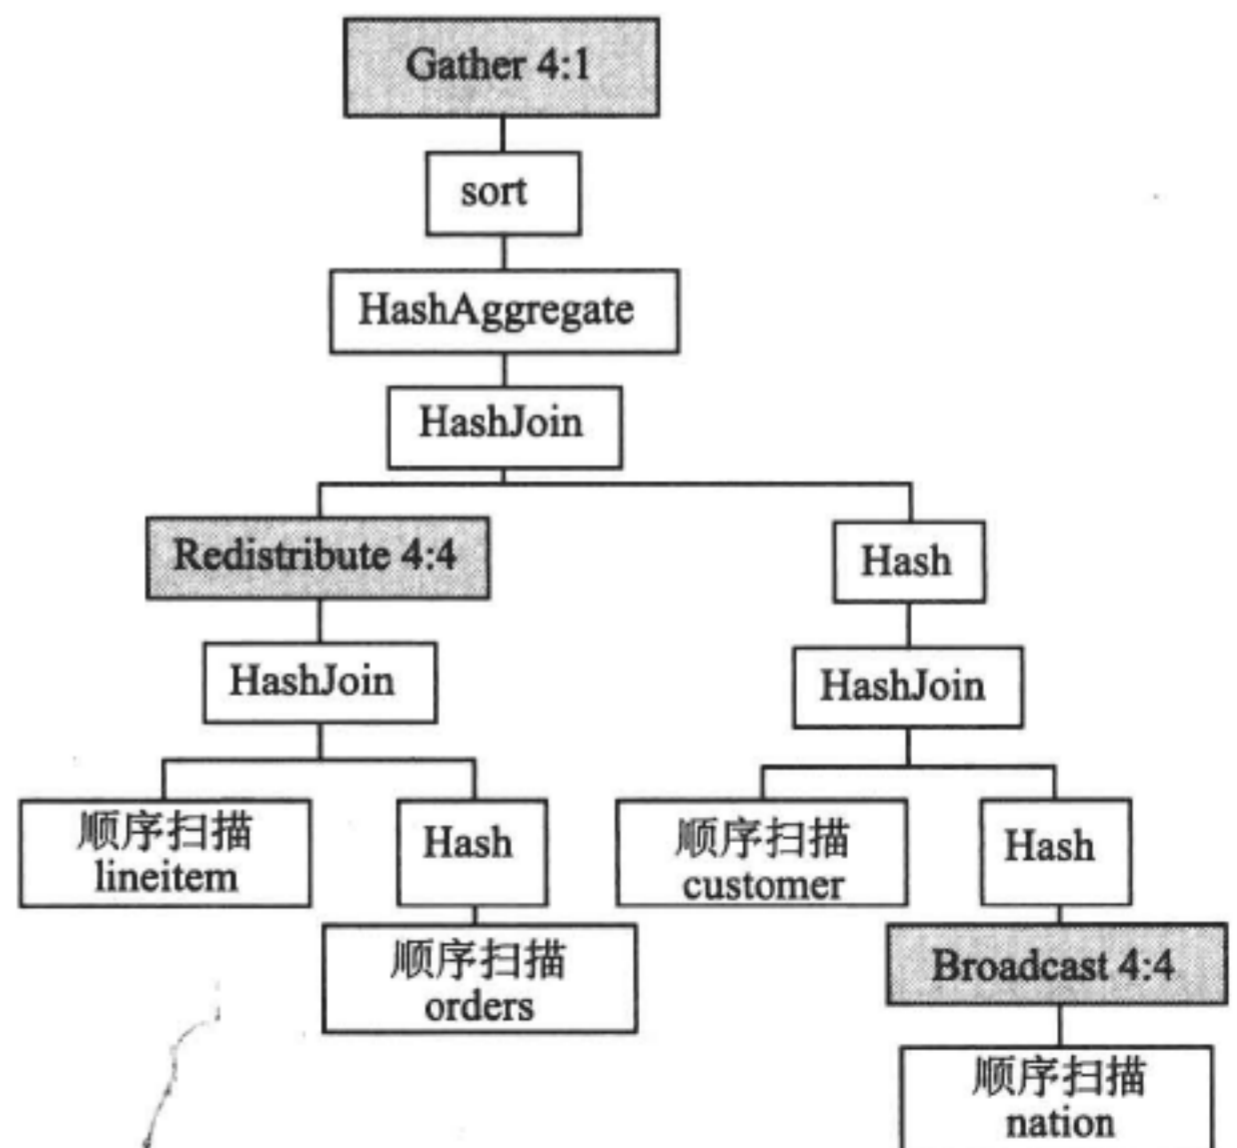 Gather 4:1
sort
HashAggregate
HashJoin
Redistribute 4:4
Hash
HashJoin
HashJoin
顺序扫描
lineitem
Hash
顺序扫描
customer
Hash
顺序扫描
orders
Broadcast 4:4
顺序扫描
nation